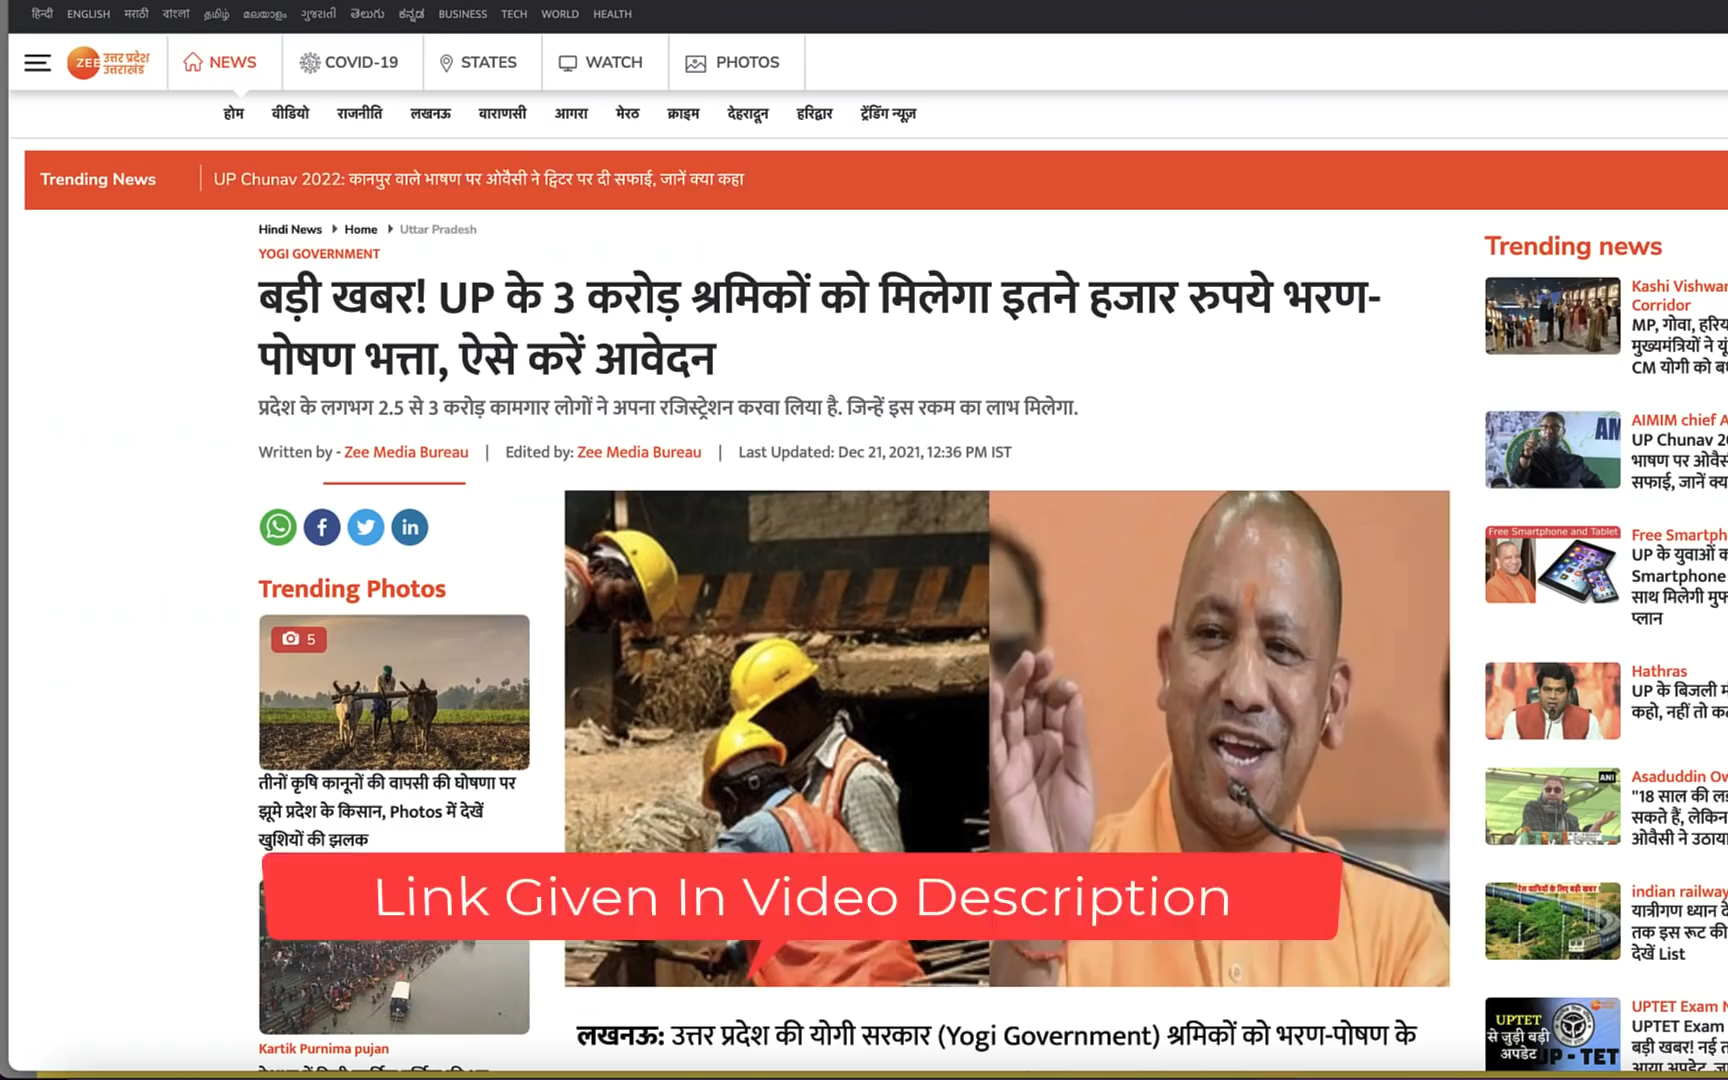 हिन्दी ENGLISH मराठी বাংলা தமிழ் മലയാളം ગુજરાતી తెలుగు ಕನ್ನಡ BUSINESS TECH WORLD HEALTH
ZEE उत्तर प्रदेश उत्तराखंड
NEWS COVID-19 STATES WATCH PHOTOS
होम वीडियो राजनीति लखनऊ वाराणसी आगरा मेरठ क्राइम देहरादून हरिद्वार ट्रेंडिंग न्यूज़
Trending News UP Chunav 2022: कानपुर वाले भाषण पर ओवैसी ने ट्विटर पर दी सफाई, जानें क्या कहा
Hindi News Home Uttar Pradesh
YOGI GOVERNMENT
बड़ी खबर! UP के 3 करोड़ श्रमिकों को मिलेगा इतने हजार रुपये भरण-
पोषण भत्ता, ऐसे करें आवेदन
प्रदेश के लगभग 2.5 से 3 करोड़ कामगार लोगों ने अपना रजिस्ट्रेशन करवा लिया है. जिन्हें इस रकम का लाभ मिलेगा.
Written by - Zee Media Bureau | Edited by: Zee Media Bureau | Last Updated: Dec 21, 2021, 12:36 PM IST
Trending Photos
5
तीनों कृषि कानूनों की वापसी की घोषणा पर
झूमे प्रदेश के किसान, Photos में देखें
खुशियों की झलक
Link Given In Video Description
Kartik Purnima pujan
लखनऊ: उत्तर प्रदेश की योगी सरकार (Yogi Government) श्रमिकों को भरण-पोषण के
Trending news
Kashi Vishwa
Corridor
MP, गोवा, हरि
मुख्यमंत्रियों ने यूं
CM योगी को ब
AIMIM chief A
UP Chunav 2
भाषण पर ओवै
सफाई, जानें क्य
Free Smartphone and Tablet
Free Smartph
UP के युवाओं क
Smartphone
साथ मिलेगी मुफ
प्लान
Hathras
UP के बिजली मं
कहो, नहीं तो क
ANI
Asaduddin Ow
"18 साल की ल
सकते हैं, लेकिन
ओवैसी ने उठाय
indian railway
यात्रीगण ध्यान दे
तक इस रूट की
देखें List
UPTET
से जुड़ी बड़ी
अपडेट
UP - TET
UPTET Exam N
UPTET Exam
बड़ी खबर! नई त